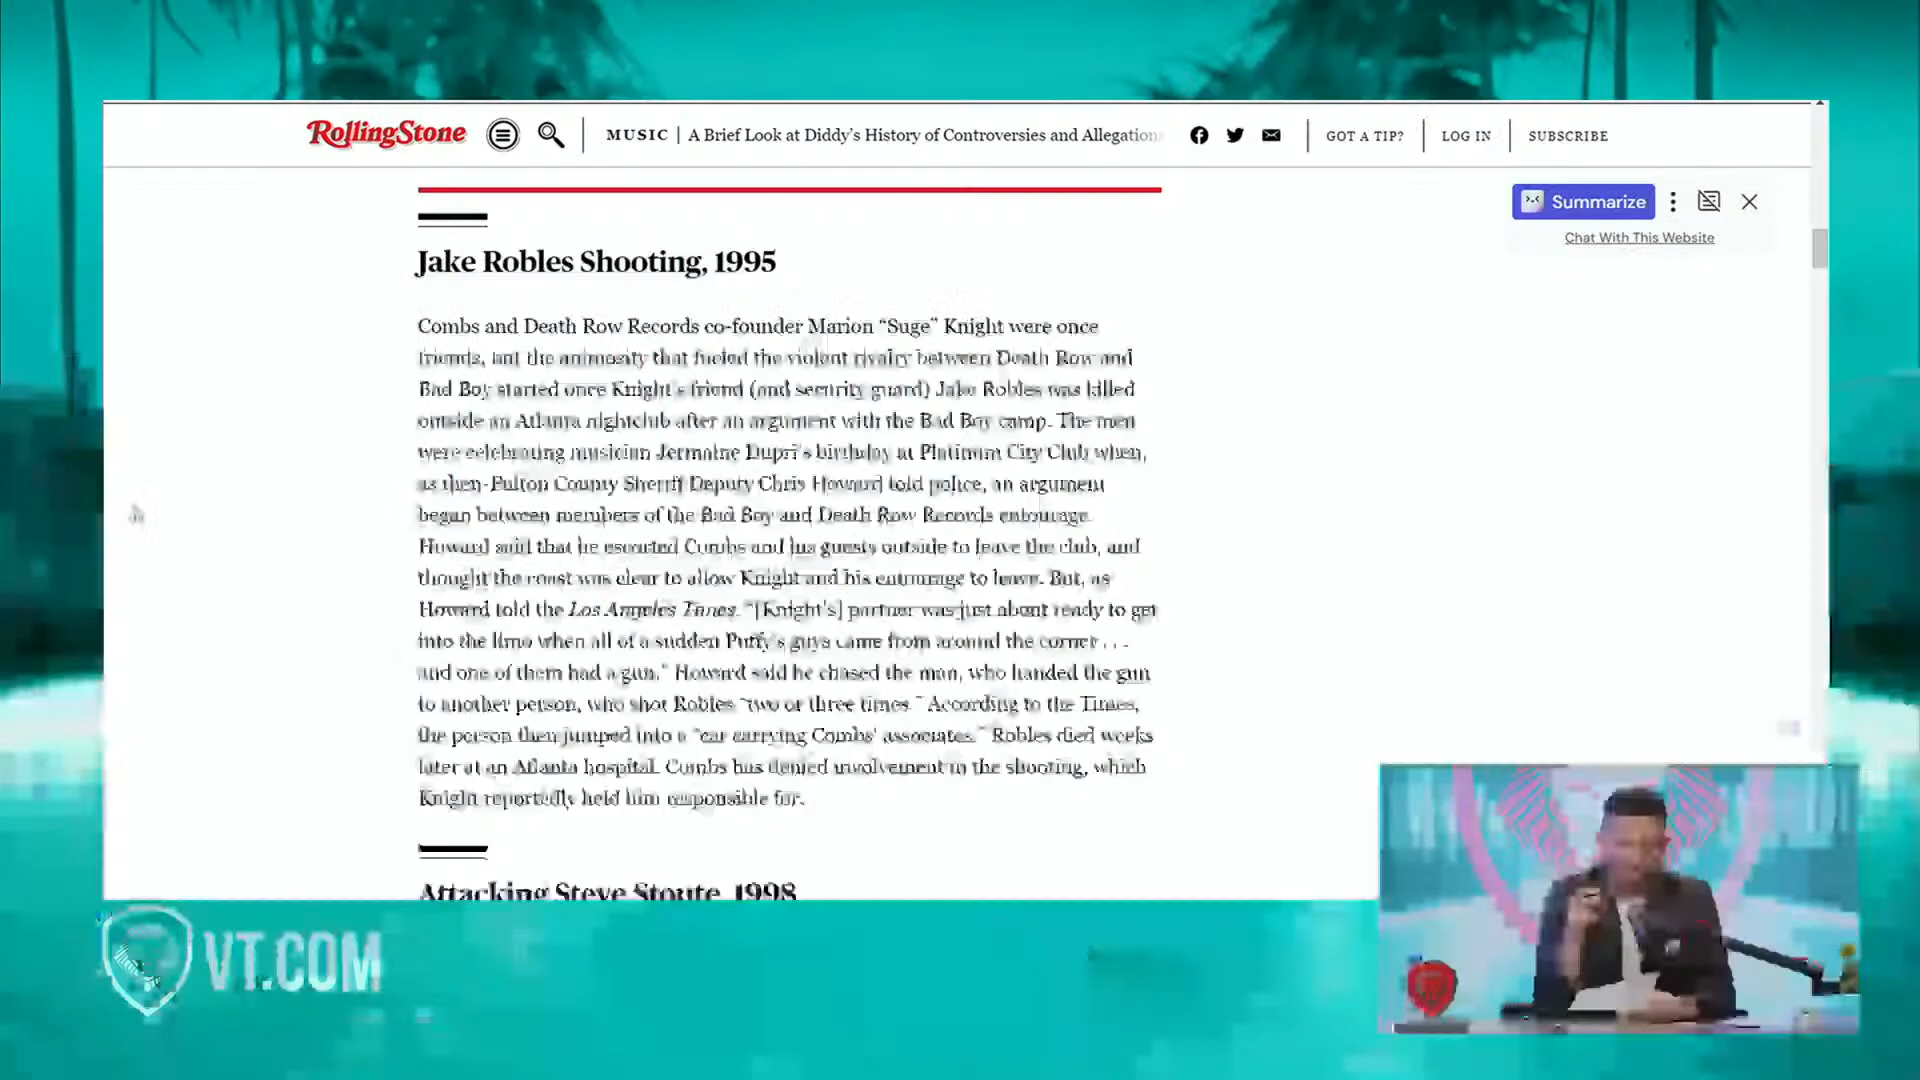 RollingStone
MUSIC | A Brief Look at Diddy's History of Controversies and Allegation
GOT A TIP?
LOG IN
SUBSCRIBE
Summarize
Chat With This Website
Jake Robles Shooting, 1995
Combs and Death Row Records co-founder Marion “Suge” Knight were once
friends, but the animosity that fueled the violent rivalry between Death Row and
Bad Boy started once Knight's friend (and security guard) Jake Robles was killed
outside an Atlanta nightclub after an argument with the Bad Boy camp. The men
were celebrating musician Jermaine Dupri's birthday at Platinum City Club when,
as then-Fulton County Sheriff Deputy Chris Howard told police, an argument
began between members of the Bad Boy and Death Row Records entourage.
Howard said that he escorted Combs and his guests outside to leave the club, and
thought the coast was clear to allow Knight and his entourage to leave. But, as
Howard told the Los Angeles Times, “[Knight's] partner was just about ready to get
into the limo when all of a sudden Puffy's guys came from around the corner . . .
and one of them had a gun.” Howard said he chased the man, who handed the gun
to another person, who shot Robles “two or three times.” According to the Times,
the person then jumped into a “car carrying Combs' associates.” Robles died weeks
later at an Atlanta hospital. Combs has denied involvement in the shooting, which
Knight reportedly held him responsible for.
Attacking Steve Stoute, 1998
VT.COM